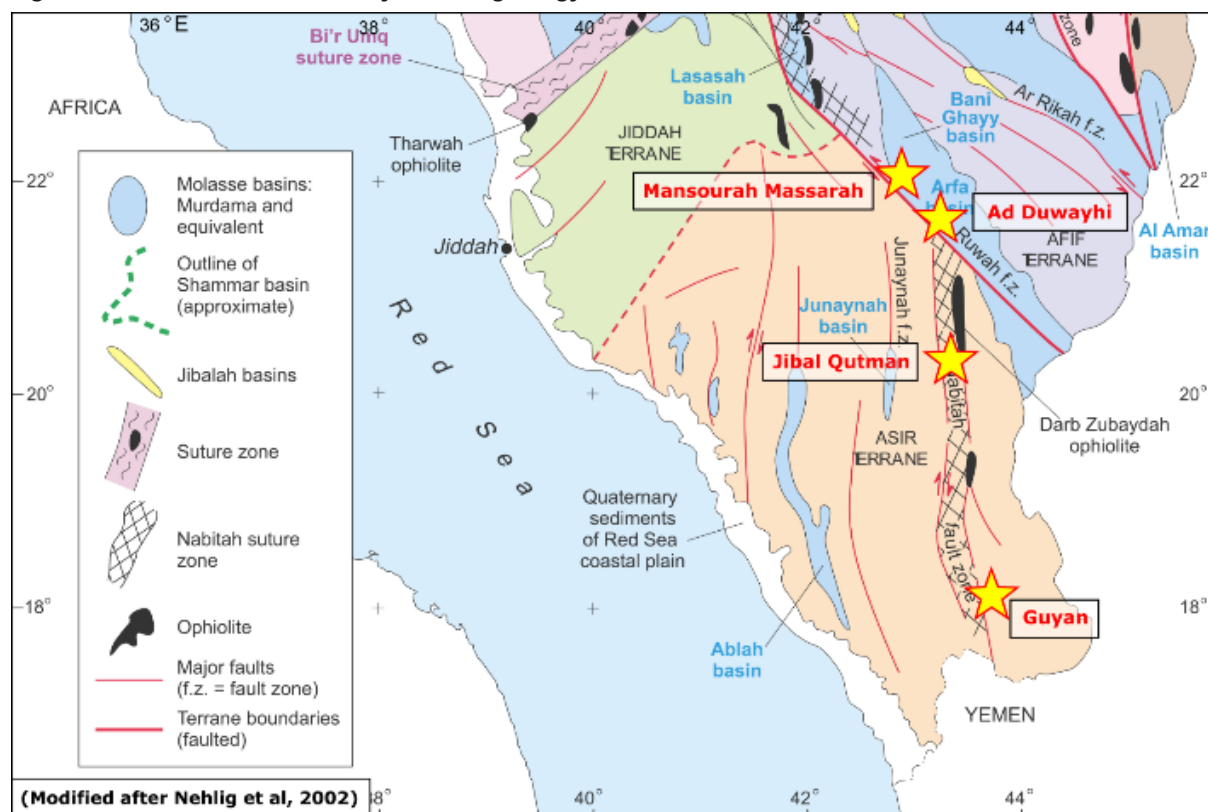 36° E
40°
42°
44°
Bi'r Umq
suture zone
zone
AFRICA
Lasasah
basin
Bani
Ghayy
basin
Ar Rikah f.z.
Tharwah
ophiolite
JIDDAH
TERRANE
22°
Mansourah Massarah
Arfa
basin
Ad Duwayhi
22°
Al Amar
basin
Jiddah
Ruwah f.z.
AFIF
TERRANE
Junaynah f.z.
Junaynah
basin
Red Sea
Jibal Qutman
20°
20°
Nabitah
fault zone
Darb Zubaydah
ophiolite
ASIR
TERRANE
Quaternary
sediments
of Red Sea
coastal plain
18°
18°
Guyan
Ablah
basin
YEMEN
Molasse basins:
Murdama and
equivalent
Outline of
Shammar basin
(approximate)
Jibalah basins
Suture zone
Nabitah suture
zone
Ophiolite
Major faults
(f.z. = fault zone)
Terrane boundaries
(faulted)
(Modified after Nehlig et al, 2002)
38°
40°
42°
44°